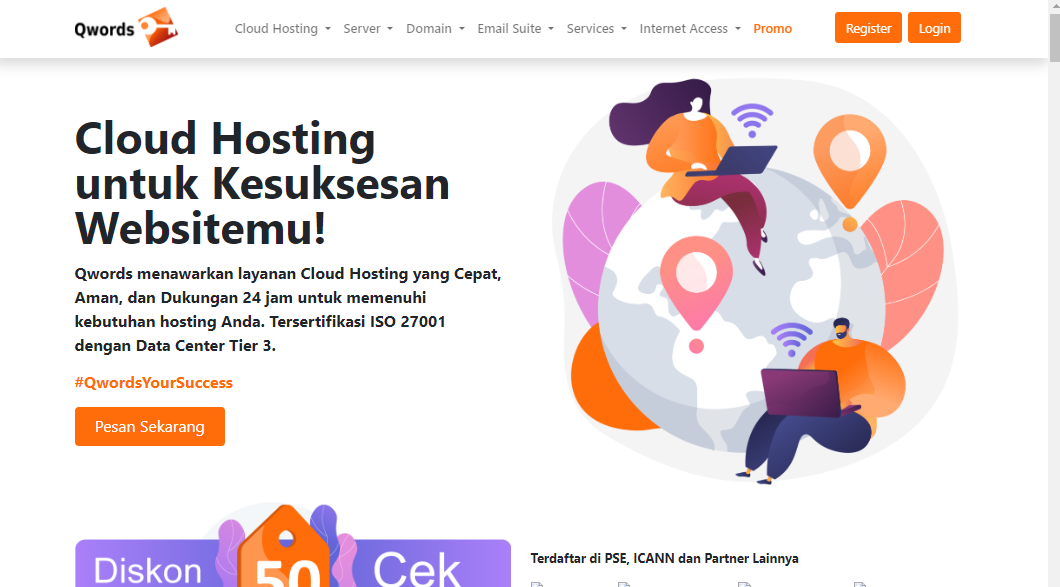 Qwords
Cloud Hosting Server Domain Email Suite Services Internet Access Promo Register Login
Cloud Hosting
untuk Kesuksesan
Websitemu!
Qwords menawarkan layanan Cloud Hosting yang Cepat,
Aman, dan Dukungan 24 jam untuk memenuhi
kebutuhan hosting Anda. Tersertifikasi ISO 27001
dengan Data Center Tier 3.
#QwordsYourSuccess
Pesan Sekarang
Diskon 50 Cek
Terdaftar di PSE, ICANN dan Partner Lainnya